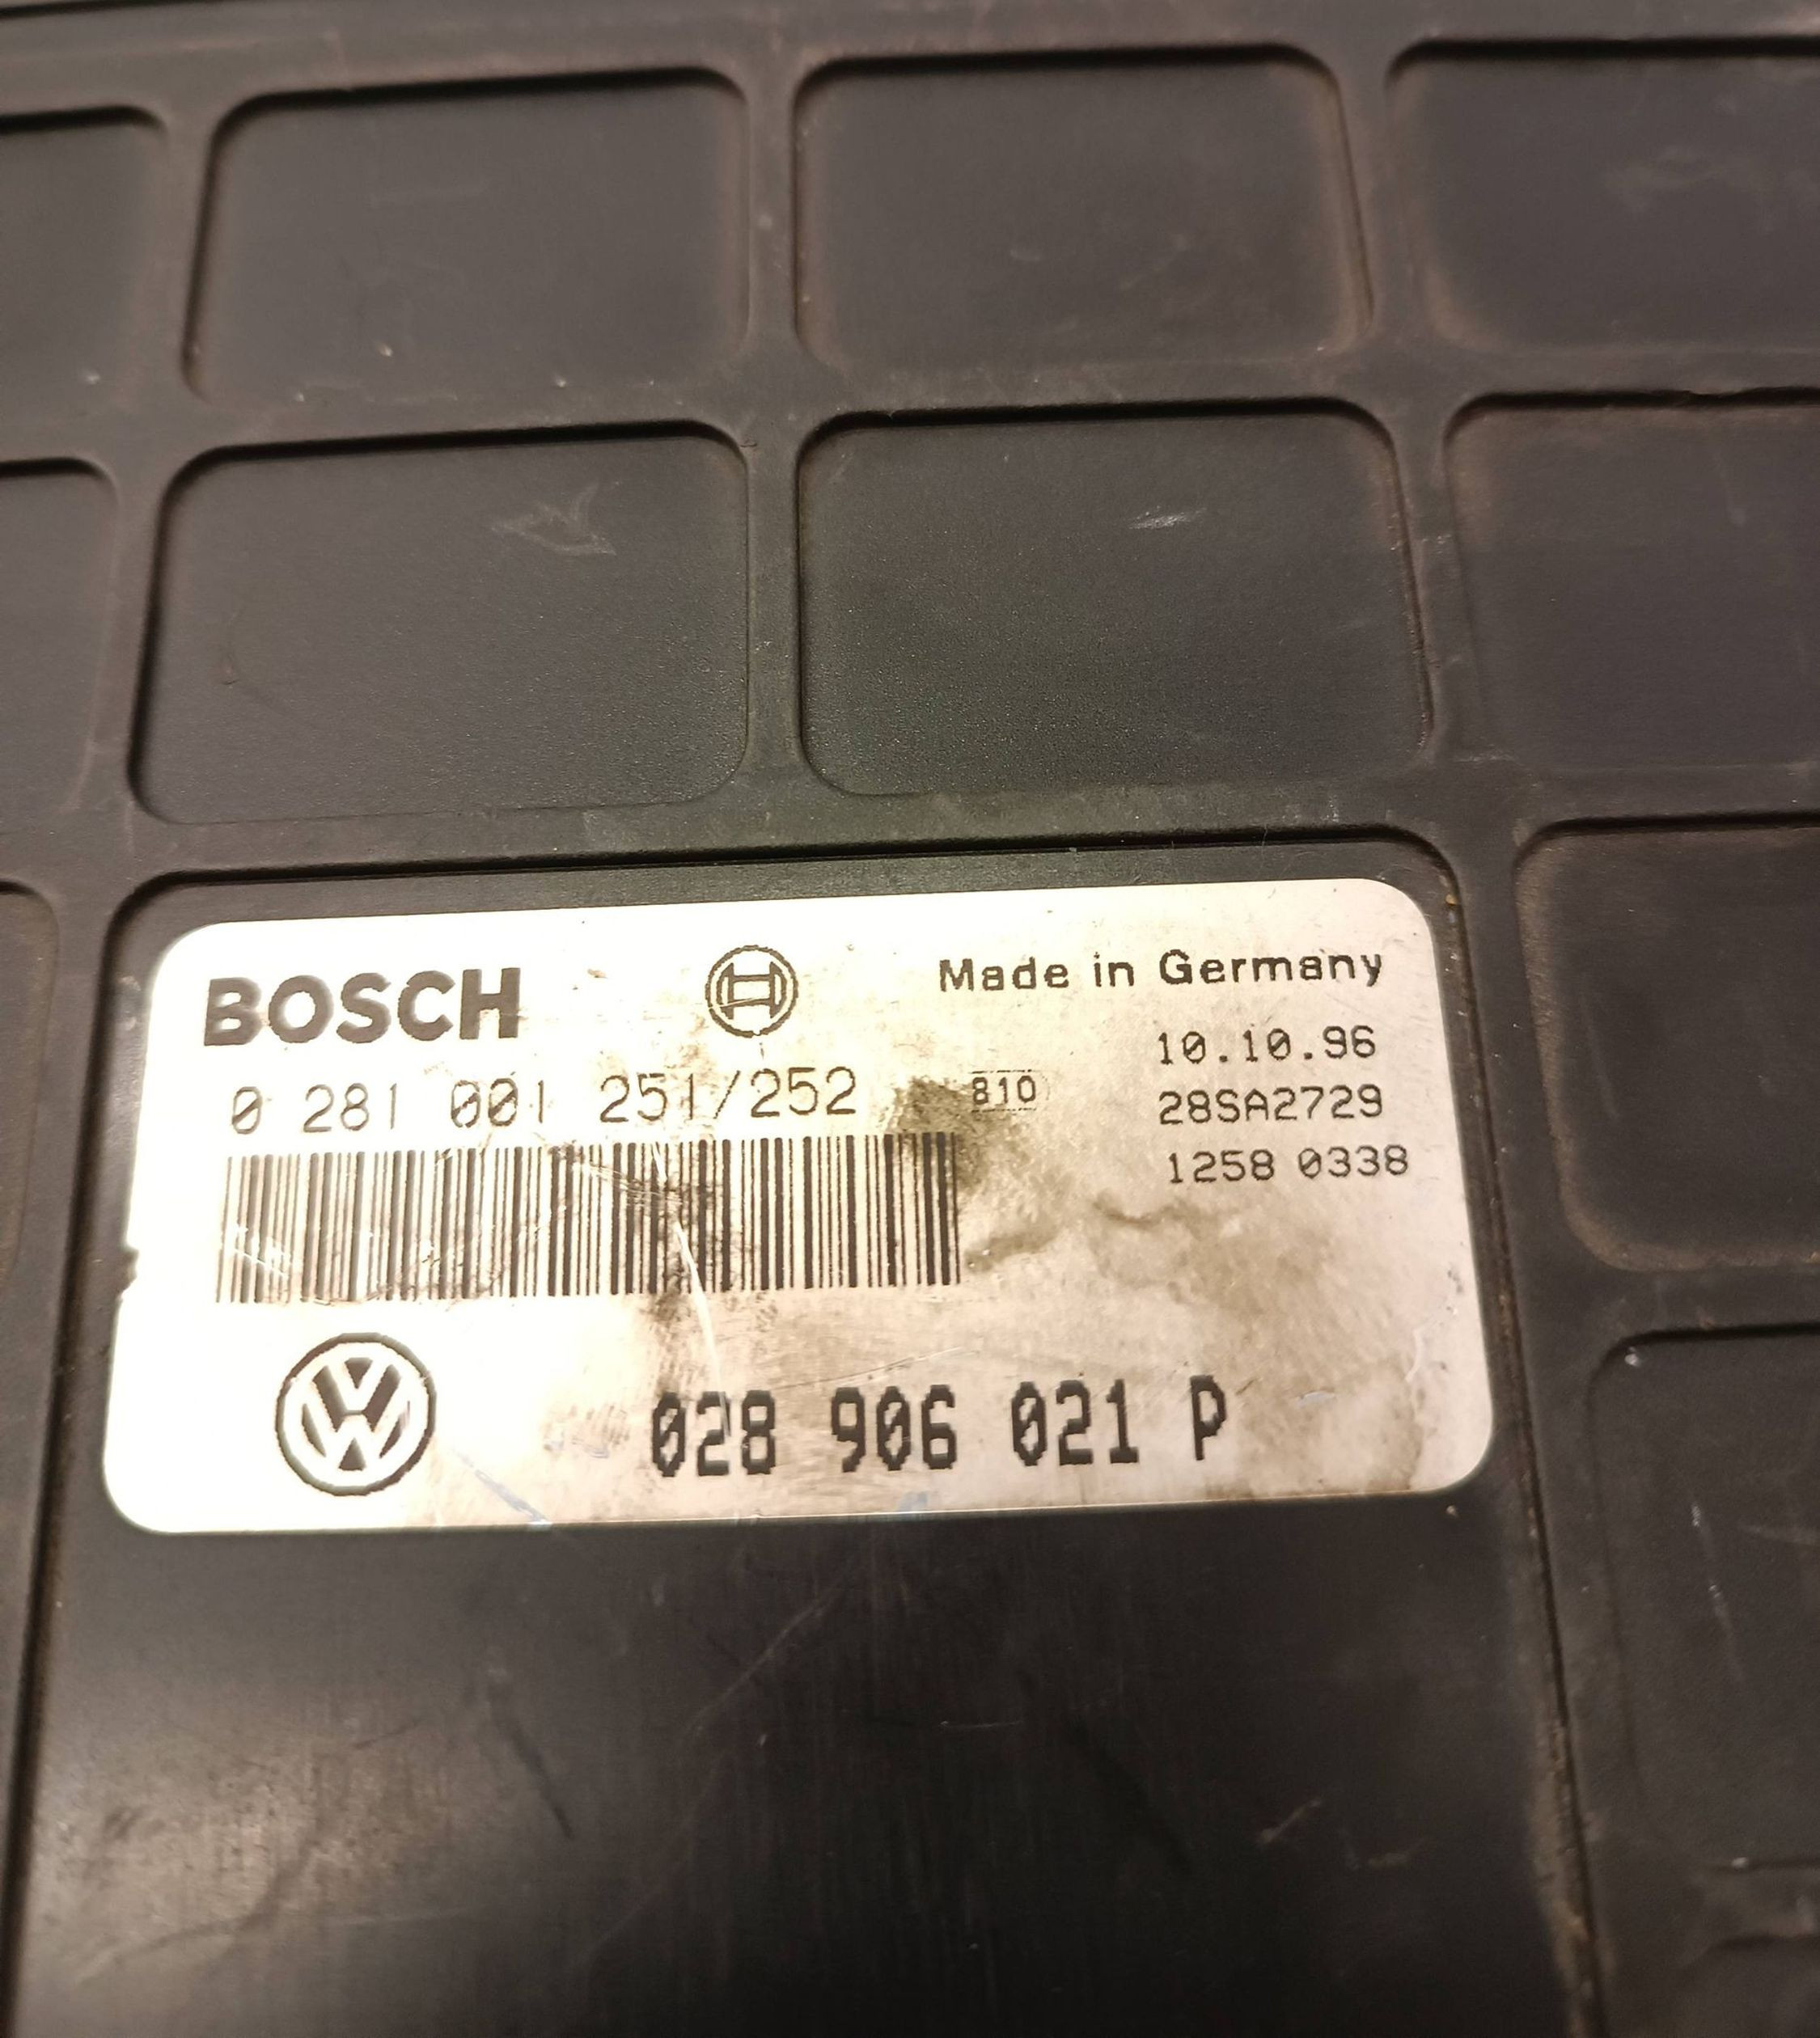 BOSCH Made in Germany
10.10.96
0 281 001 251/252 810 28SA2729
1258 0338
028 906 021 P